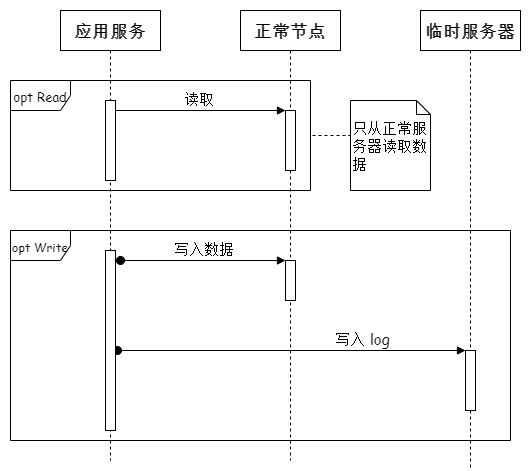 应用服务
正常节点
临时服务器
opt Read
读取
只从正常服
务器读取数
据
opt Write
写入数据
写入 log